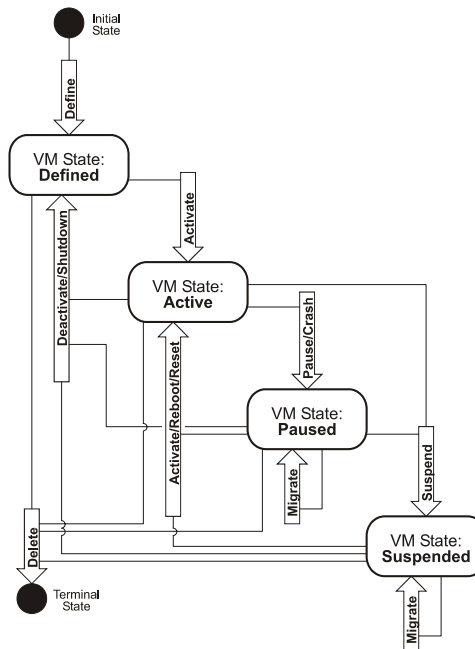 Initial
State
Define
VM State:
Defined
Activate
Deactivate/Shutdown
VM State:
Active
Pause/Crash
Activate/Reboot/Reset
VM State:
Paused
Migrate
Suspend
VM State:
Suspended
Delete
Terminal
State
Migrate